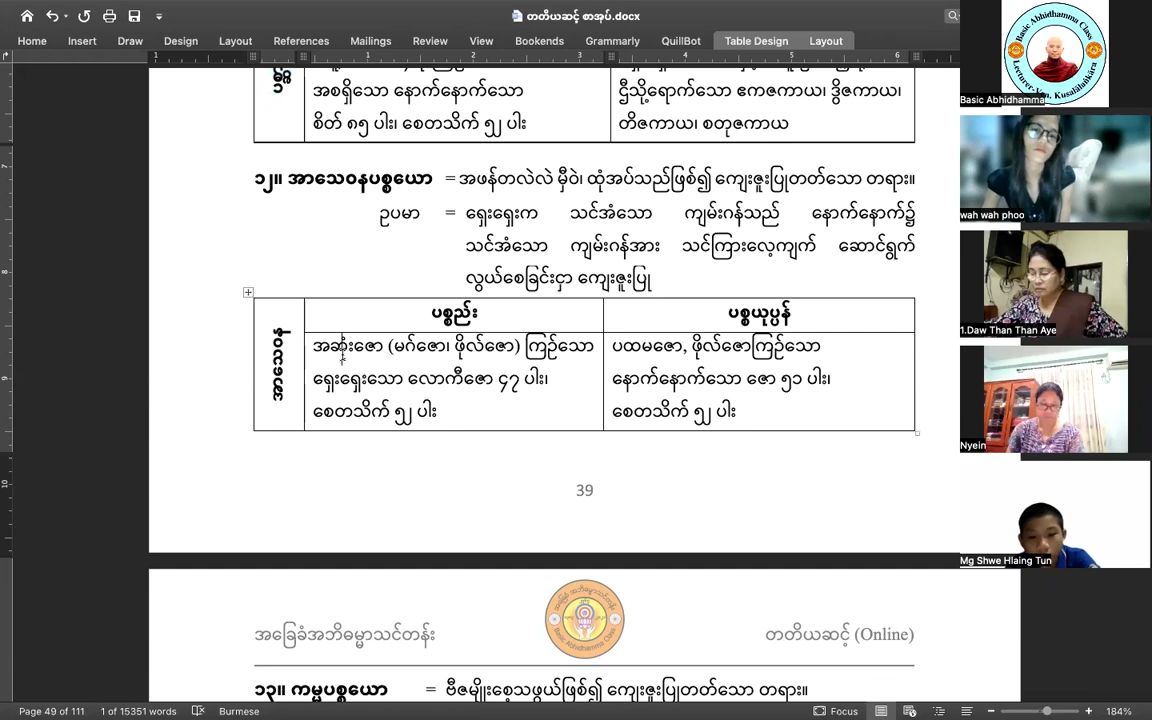 တတိယဆင့် စာအုပ်.docx
Home Insert Draw Design Layout References Mailings Review View Bookends Grammarly QuillBot Table Design Layout
အစရှိသော နောက်နောက်သော
စိတ် ၈၅ ပါး၊ စေတသိက် ၅၂ ပါး
ဌီသို့ရောက်သော ဧကဇကာယ၊ ဒွိဇကာယ၊
တိဇကာယ၊ စတုဇကာယ
၁၂။ အာသေဝနပစ္စယော = အဖန်တလဲလဲ မှီဝဲ၊ ထုံအပ်သည်ဖြစ်၍ ကျေးဇူးပြုတတ်သော တရား။
ဥပမာ = ရှေးရှေးက သင်အံသော ကျမ်းဂန်သည် နောက်နောက်၌
သင်အံသော ကျမ်းဂန်အား သင်ကြားလေ့ကျက် ဆောင်ရွက်
လွယ်စေခြင်းငှာ ကျေးဇူးပြု
အာသေဝန
ပစ္စည်း
ပစ္စယုပ္ပန်
အဆုံးဇော (မဂ်ဇော၊ ဖိုလ်ဇော) ကြဉ်သော
ရှေးရှေးသော လောကီဇော ၄၇ ပါး၊
စေတသိက် ၅၂ ပါး
ပထမဇော, ဖိုလ်ဇောကြဉ်သော
နောက်နောက်သော ဇော ၅၁ ပါး၊
စေတသိက် ၅၂ ပါး
39
အခြေခံအဘိဓမ္မာသင်တန်း
Basic Abhidhamma Class
တတိယဆင့် (Online)
၁၃။ ကမ္မပစ္စယော = ဗီဇမျိုးစေ့သဖွယ်ဖြစ်၍ ကျေးဇူးပြုတတ်သော တရား။
Page 49 of 111 1 of 15351 words Burmese Focus 184%
Basic Abhidhamma Class
Lecturer-Ven. Kusalālaṅkāra
Basic Abhidhamma
wah wah phoo
1.Daw Than Than Aye
Nyein
Mg Shwe Hlaing Tun